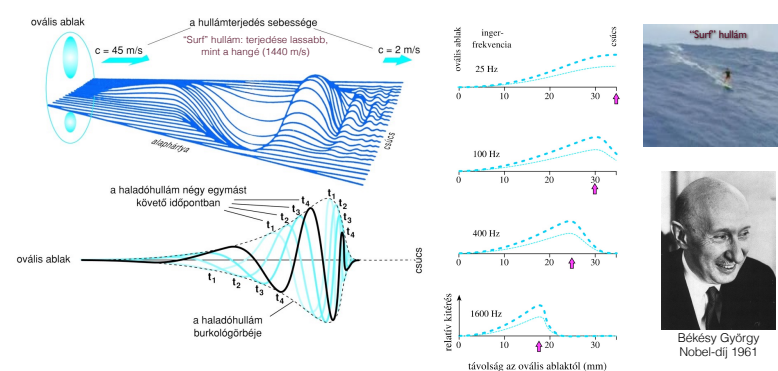 ovális ablak
a hullámterjedés sebessége
c = 45 m/s
“Surf” hullám: terjedése lassabb,
mint a hangé (1440 m/s)
c = 2 m/s
alaphártya
csúcs
a haladóhullám négy egymást
követő időpontban
t1
t2
t3
t4
t1
t2
t3
t4
t1
t2
t3
t4
ovális ablak
csúcs
a haladóhullám
burkológörbéje
ovális ablak
inger-
frekvencia
csúcs
25 Hz
0 10 20 30
100 Hz
0 10 20 30
400 Hz
0 10 20 30
relatív kitérés
1600 Hz
0 10 20 30
távolság az ovális ablaktól (mm)
“Surf” hullám
Békésy György
Nobel-díj 1961